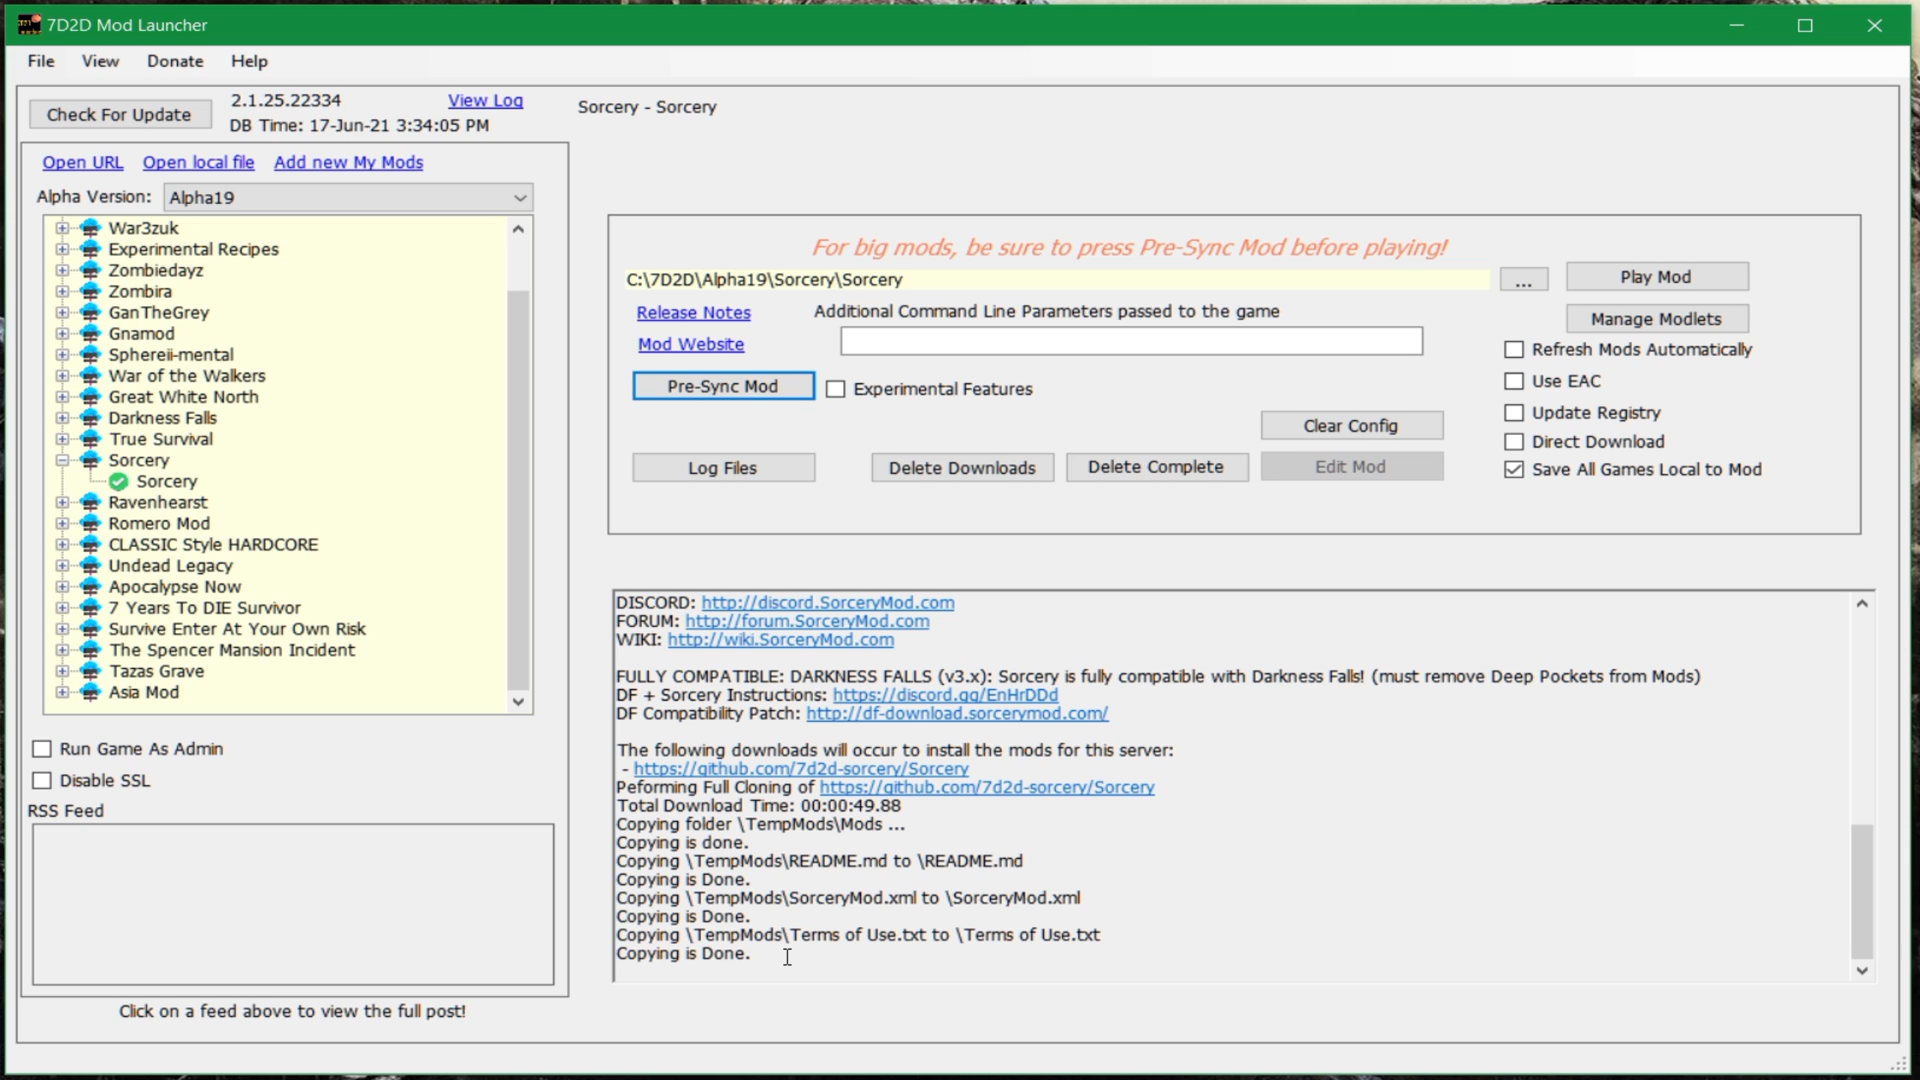 7D2D Mod Launcher
File View Donate Help
Check For Update
2.1.25.22334
View Log
DB Time: 17-Jun-21 3:34:05 PM
Sorcery - Sorcery
Open URL Open local file Add new My Mods
Alpha Version: Alpha19
War3zuk
Experimental Recipes
Zombiedayz
Zombira
GanTheGrey
Gnamod
Sphereii-mental
War of the Walkers
Great White North
Darkness Falls
True Survival
Sorcery
Sorcery
Ravenhearst
Romero Mod
CLASSIC Style HARDCORE
Undead Legacy
Apocalypse Now
7 Years To DIE Survivor
Survive Enter At Your Own Risk
The Spencer Mansion Incident
Tazas Grave
Asia Mod
Run Game As Admin
Disable SSL
RSS Feed
Click on a feed above to view the full post!
For big mods, be sure to press Pre-Sync Mod before playing!
C:\7D2D\Alpha19\Sorcery\Sorcery
...
Play Mod
Release Notes
Additional Command Line Parameters passed to the game
Manage Modlets
Mod Website
Refresh Mods Automatically
Pre-Sync Mod
Experimental Features
Use EAC
Update Registry
Clear Config
Direct Download
Log Files
Delete Downloads
Delete Complete
Edit Mod
Save All Games Local to Mod
DISCORD: http://discord.SorceryMod.com
FORUM: http://forum.SorceryMod.com
WIKI: http://wiki.SorceryMod.com
FULLY COMPATIBLE: DARKNESS FALLS (v3.x): Sorcery is fully compatible with Darkness Falls! (must remove Deep Pockets from Mods)
DF + Sorcery Instructions: https://discord.gg/EnHrDDd
DF Compatibility Patch: http://df-download.sorcerymod.com/
The following downloads will occur to install the mods for this server:
- https://github.com/7d2d-sorcery/Sorcery
Peforming Full Cloning of https://github.com/7d2d-sorcery/Sorcery
Total Download Time: 00:00:49.88
Copying folder \TempMods\Mods ...
Copying is done.
Copying \TempMods\README.md to \README.md
Copying is Done.
Copying \TempMods\SorceryMod.xml to \SorceryMod.xml
Copying is Done.
Copying \TempMods\Terms of Use.txt to \Terms of Use.txt
Copying is Done.